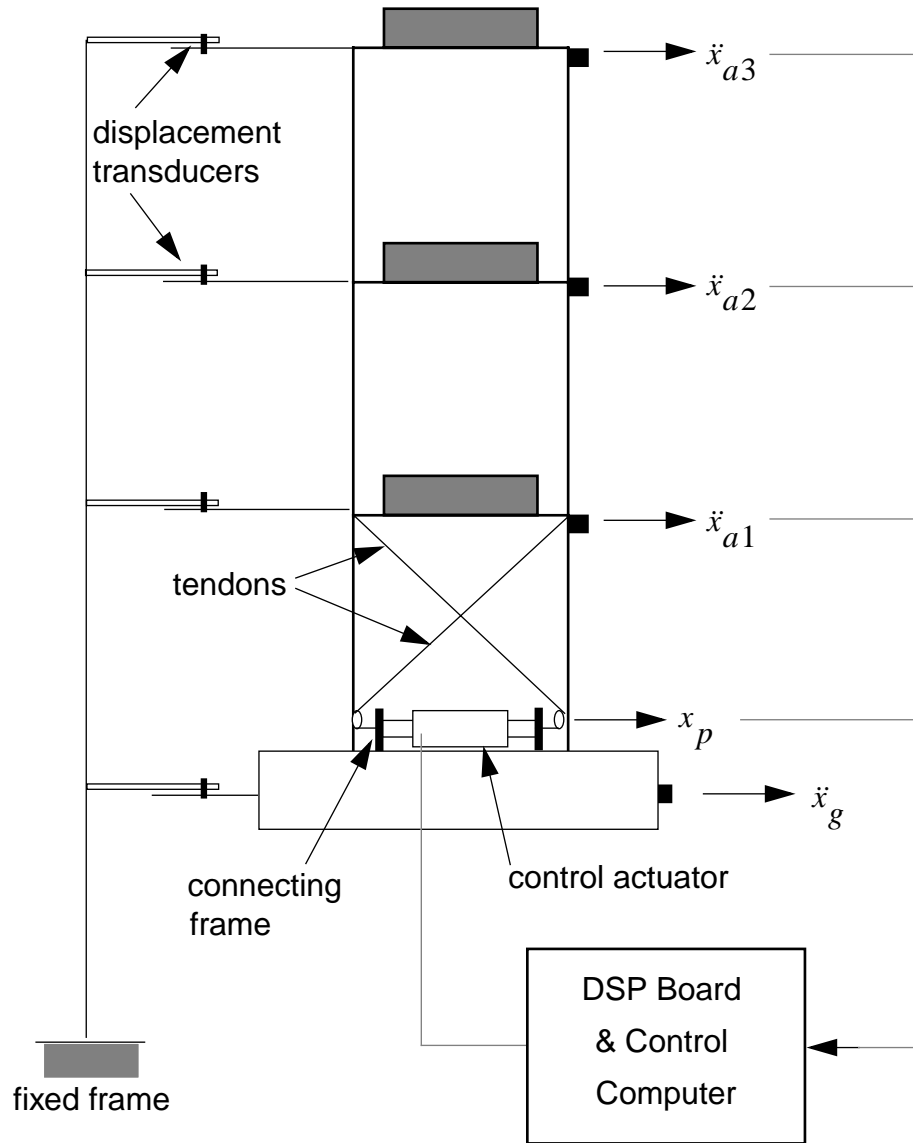 ẍa3
displacement
transducers
ẍa2
ẍa1
tendons
xp
ẍg
connecting
frame
control actuator
DSP Board
& Control
Computer
fixed frame